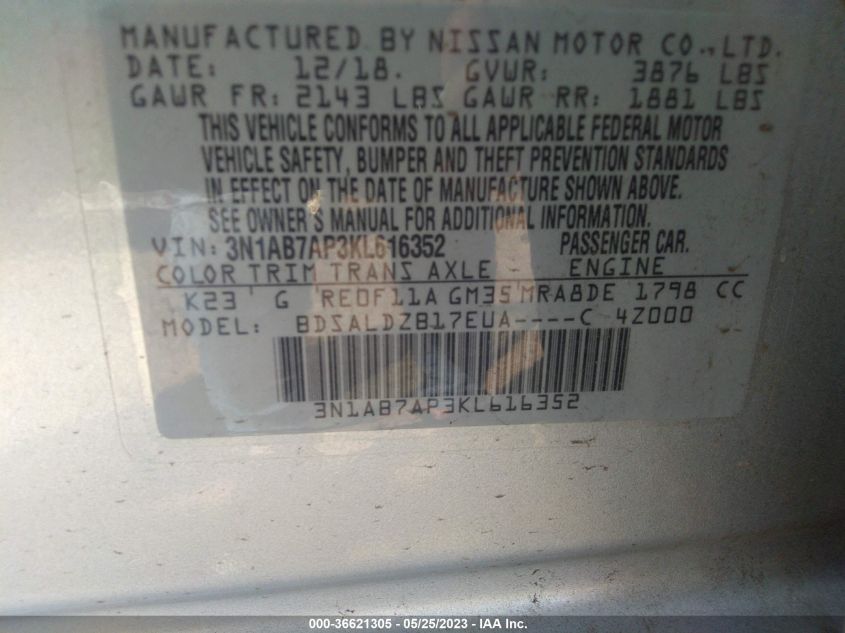 MANUFACTURED BY NISSAN MOTOR CO., LTD.
DATE: 12/18. GVWR: 3876 LBS
GAWR FR: 2143 LBS GAWR RR: 1881 LBS
THIS VEHICLE CONFORMS TO ALL APPLICABLE FEDERAL MOTOR
VEHICLE SAFETY, BUMPER AND THEFT PREVENTION STANDARDS
IN EFFECT ON THE DATE OF MANUFACTURE SHOWN ABOVE.
SEE OWNER'S MANUAL FOR ADDITIONAL INFORMATION.
VIN: 3N1AB7AP3KL616352 PASSENGER CAR.
COLOR TRIM TRANS AXLE ENGINE
K23 G RE0F11A GM35 MRA8DE 1798 CC
MODEL: BDSALDZB17EUA----C 4Z000
3N1AB7AP3KL616352
000-36621305 — 05/25/2023 — IAA Inc.